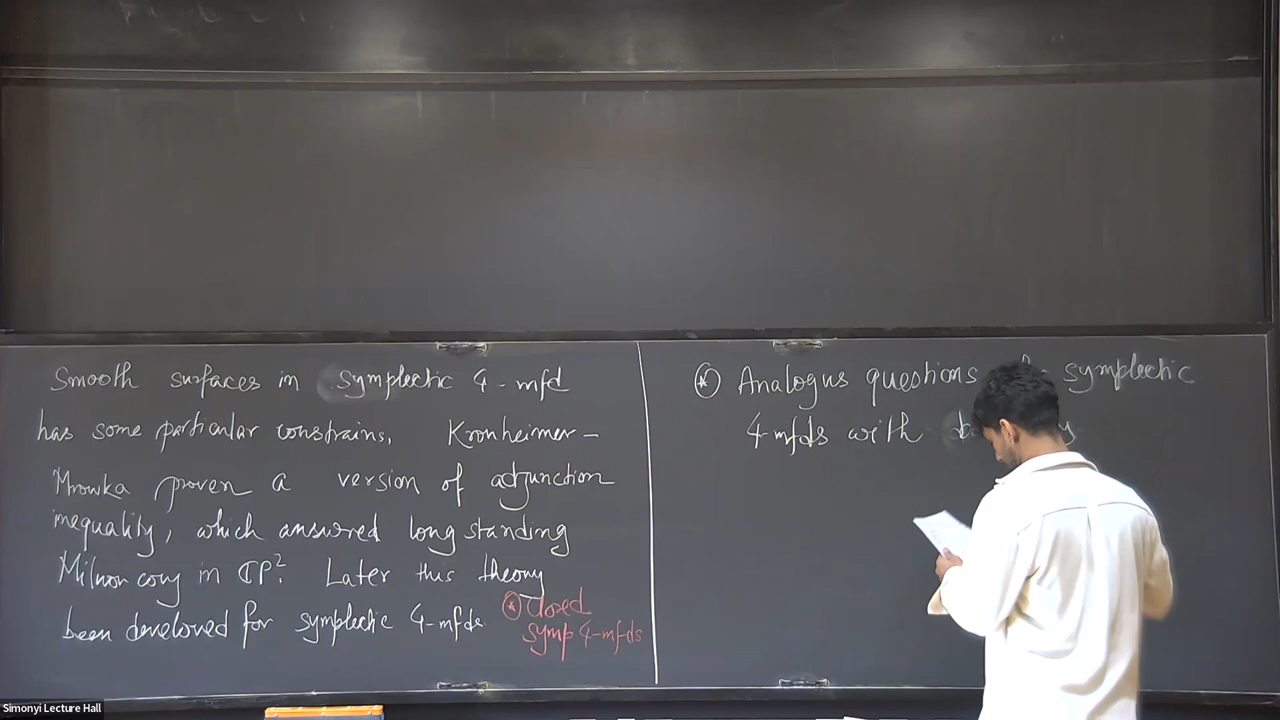 Smooth surfaces in symplectic 4-mfd
has some particular constrains. Kronheimer-
Mrowka proven a version of adjunction
inequality, which answered long standing
Milnor conj in ℂP². Later this theory
been developed for symplectic 4-mfds.
⊛ closed
symp 4-mfds
⊛ Analogus questions symplectic
4-mfds with
Simonyi Lecture Hall